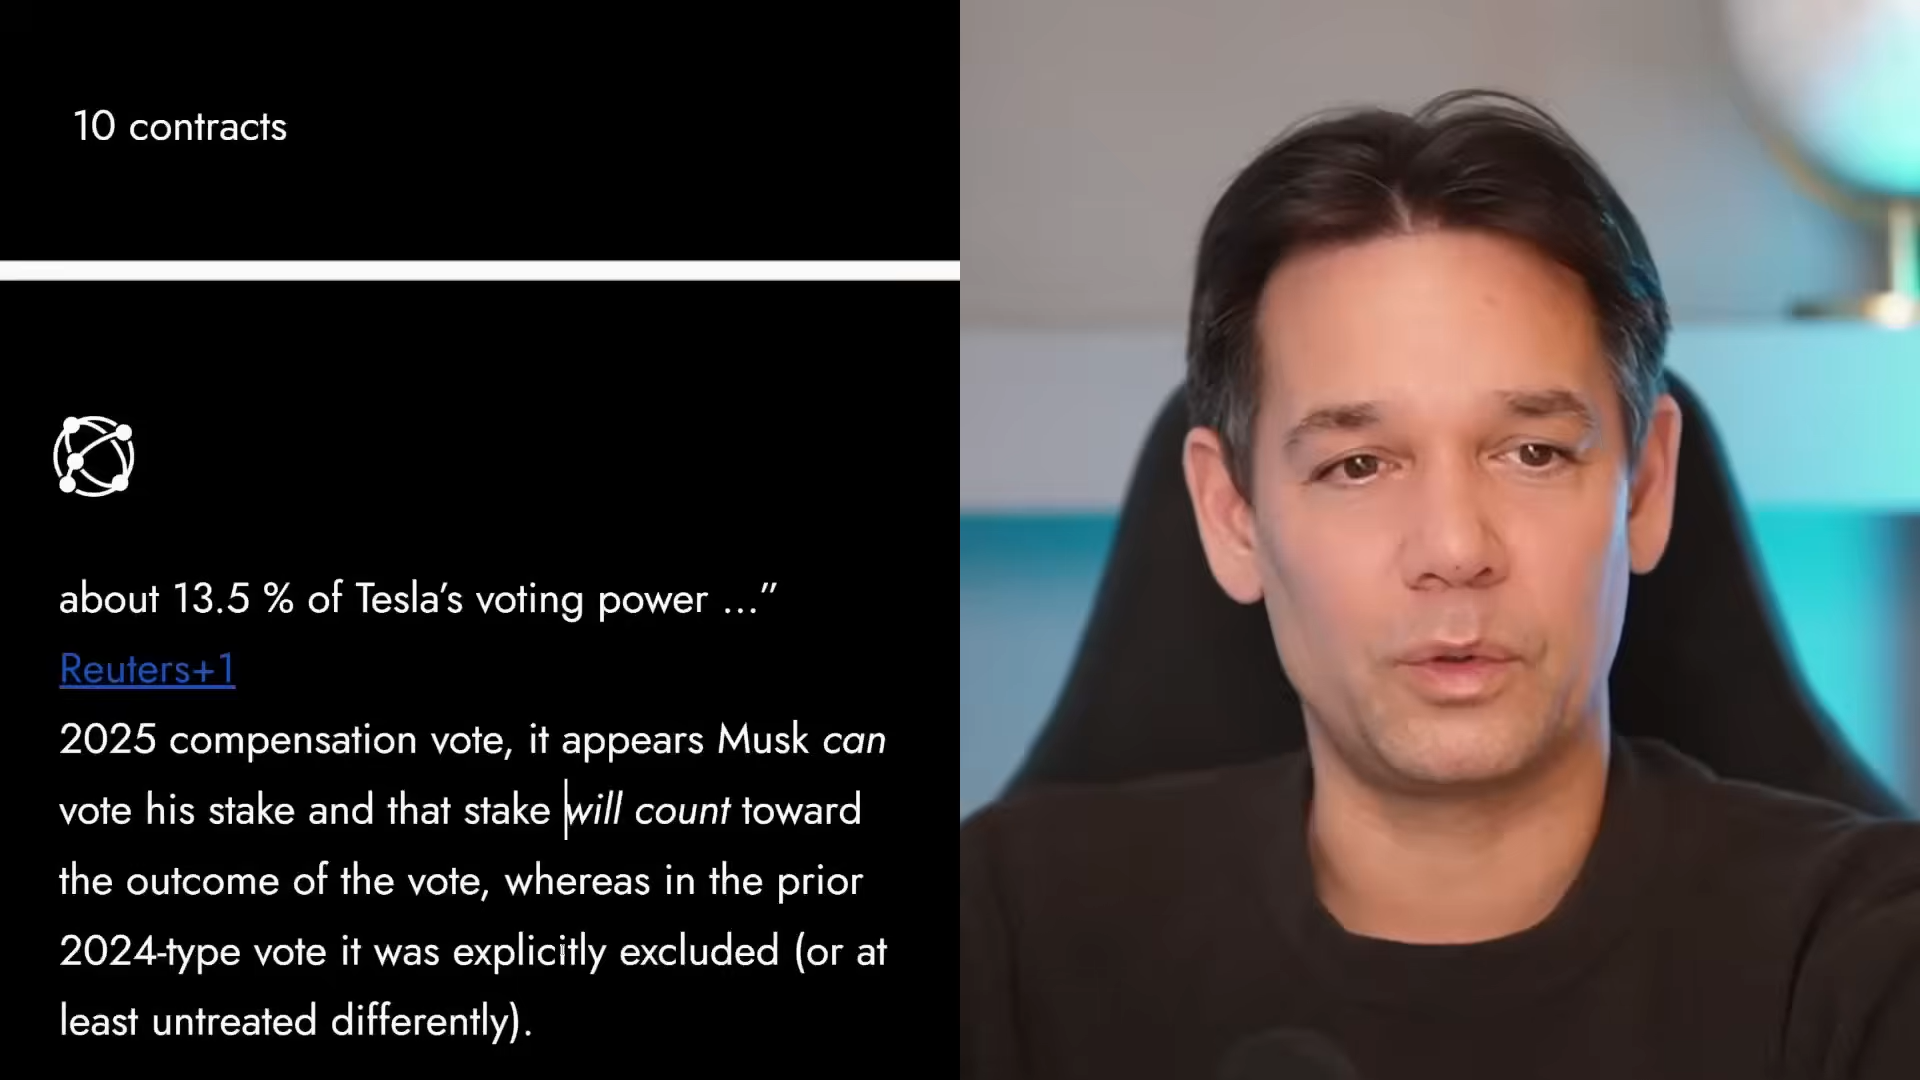 10 contracts
about 13.5 % of Tesla’s voting power ...”
Reuters+1
2025 compensation vote, it appears Musk can
vote his stake and that stake will count toward
the outcome of the vote, whereas in the prior
2024-type vote it was explicitly excluded (or at
least untreated differently).